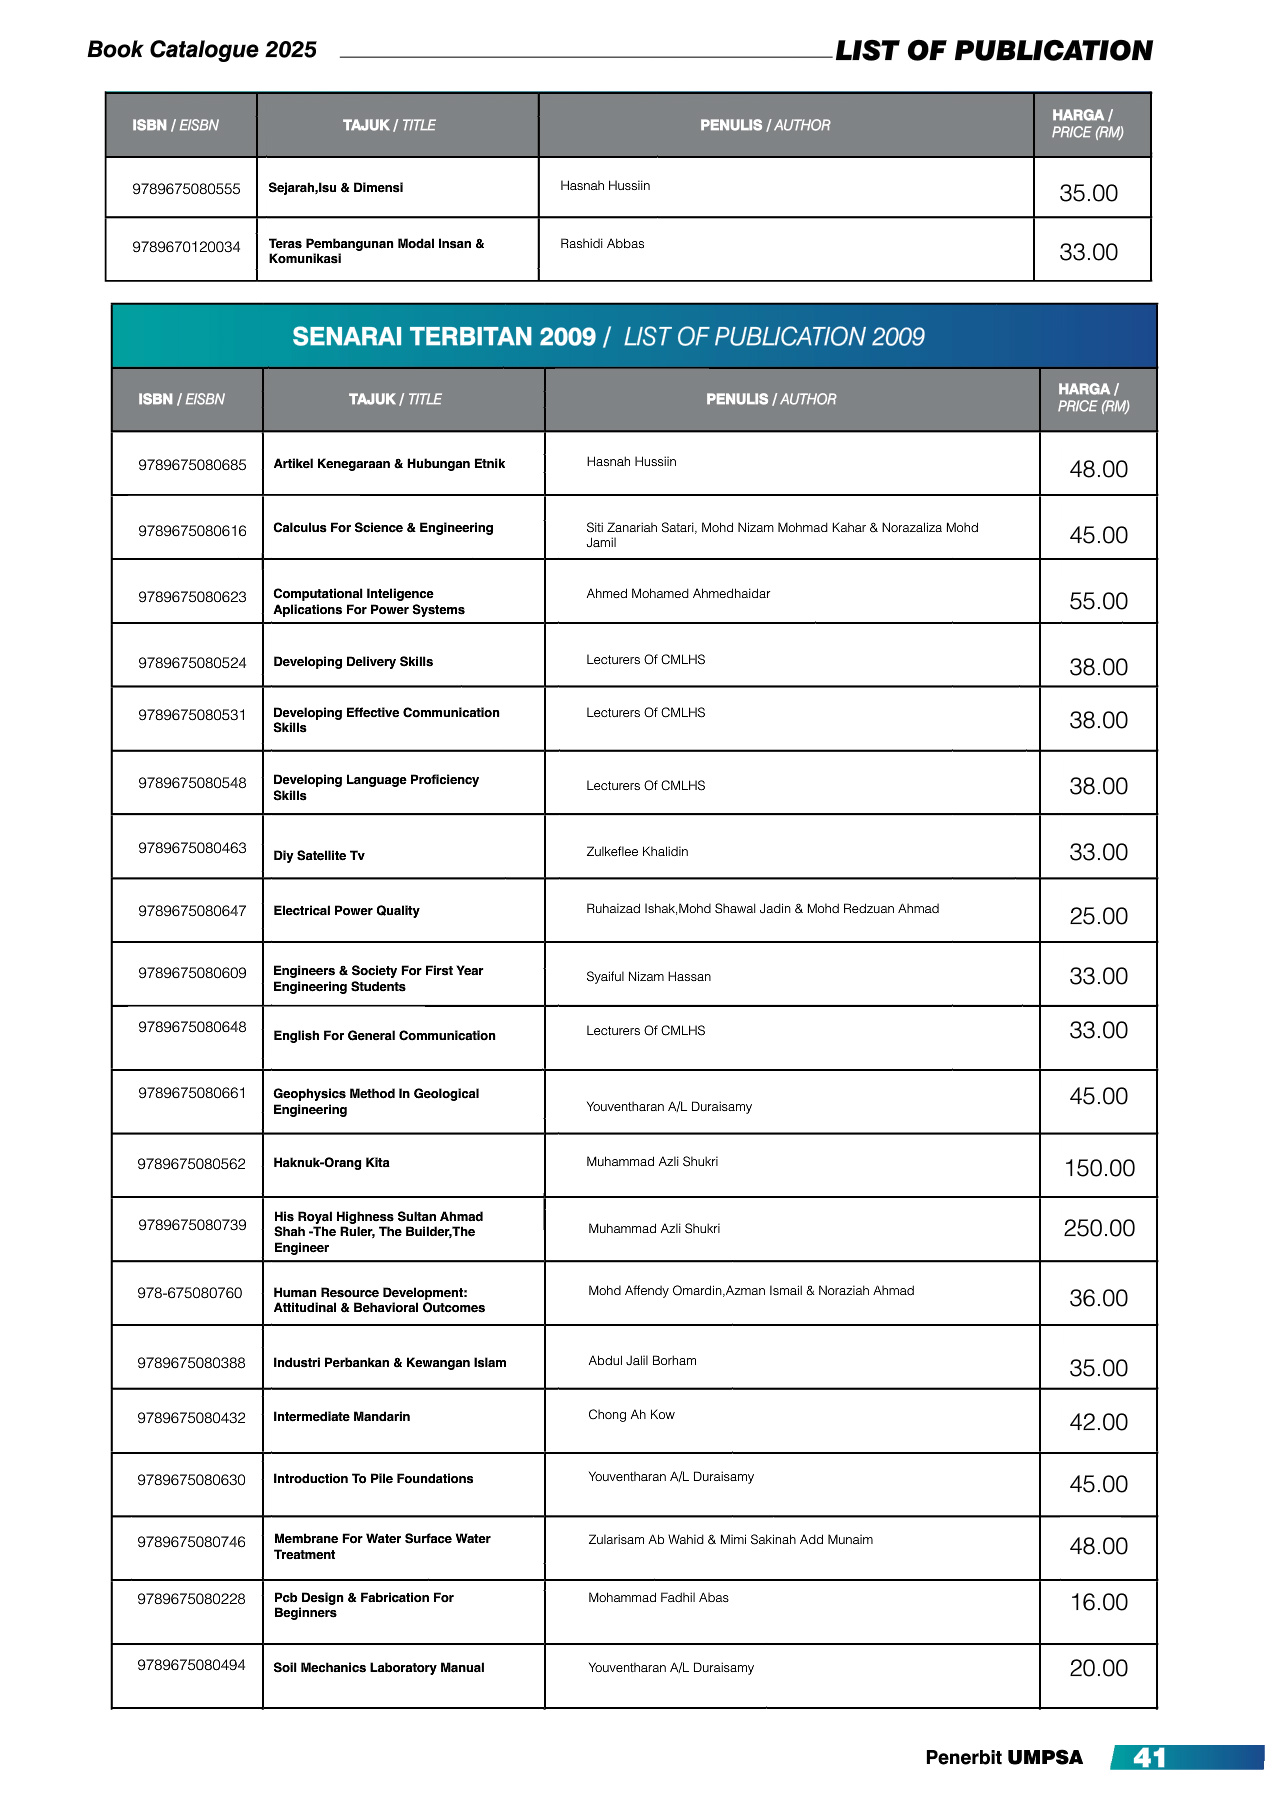 Book Catalogue 2025
LIST OF PUBLICATION
ISBN / EISBN
TAJUK / TITLE
PENULIS / AUTHOR
HARGA /
PRICE (RM)
9789675080555
Sejarah,Isu & Dimensi
Hasnah Hussiin
35.00
9789670120034
Teras Pembangunan Modal Insan &
Komunikasi
Rashidi Abbas
33.00
SENARAI TERBITAN 2009 / LIST OF PUBLICATION 2009
ISBN / EISBN
TAJUK / TITLE
PENULIS / AUTHOR
HARGA /
PRICE (RM)
9789675080685
Artikel Kenegaraan & Hubungan Etnik
Hasnah Hussiin
48.00
9789675080616
Calculus For Science & Engineering
Siti Zanariah Satari, Mohd Nizam Mohmad Kahar & Norazaliza Mohd
Jamil
45.00
9789675080623
Computational Inteligence
Aplications For Power Systems
Ahmed Mohamed Ahmedhaidar
55.00
9789675080524
Developing Delivery Skills
Lecturers Of CMLHS
38.00
9789675080531
Developing Effective Communication
Skills
Lecturers Of CMLHS
38.00
9789675080548
Developing Language Proficiency
Skills
Lecturers Of CMLHS
38.00
9789675080463
Diy Satellite Tv
Zulkeflee Khalidin
33.00
9789675080647
Electrical Power Quality
Ruhaizad Ishak,Mohd Shawal Jadin & Mohd Redzuan Ahmad
25.00
9789675080609
Engineers & Society For First Year
Engineering Students
Syaiful Nizam Hassan
33.00
9789675080648
English For General Communication
Lecturers Of CMLHS
33.00
9789675080661
Geophysics Method In Geological
Engineering
Youventharan A/L Duraisamy
45.00
9789675080562
Haknuk-Orang Kita
Muhammad Azli Shukri
150.00
9789675080739
His Royal Highness Sultan Ahmad
Shah -The Ruler, The Builder,The
Engineer
Muhammad Azli Shukri
250.00
978-675080760
Human Resource Development:
Attitudinal & Behavioral Outcomes
Mohd Affendy Omardin,Azman Ismail & Noraziah Ahmad
36.00
9789675080388
Industri Perbankan & Kewangan Islam
Abdul Jalil Borham
35.00
9789675080432
Intermediate Mandarin
Chong Ah Kow
42.00
9789675080630
Introduction To Pile Foundations
Youventharan A/L Duraisamy
45.00
9789675080746
Membrane For Water Surface Water
Treatment
Zularisam Ab Wahid & Mimi Sakinah Add Munaim
48.00
9789675080228
Pcb Design & Fabrication For
Beginners
Mohammad Fadhil Abas
16.00
9789675080494
Soil Mechanics Laboratory Manual
Youventharan A/L Duraisamy
20.00
Penerbit UMPSA
41